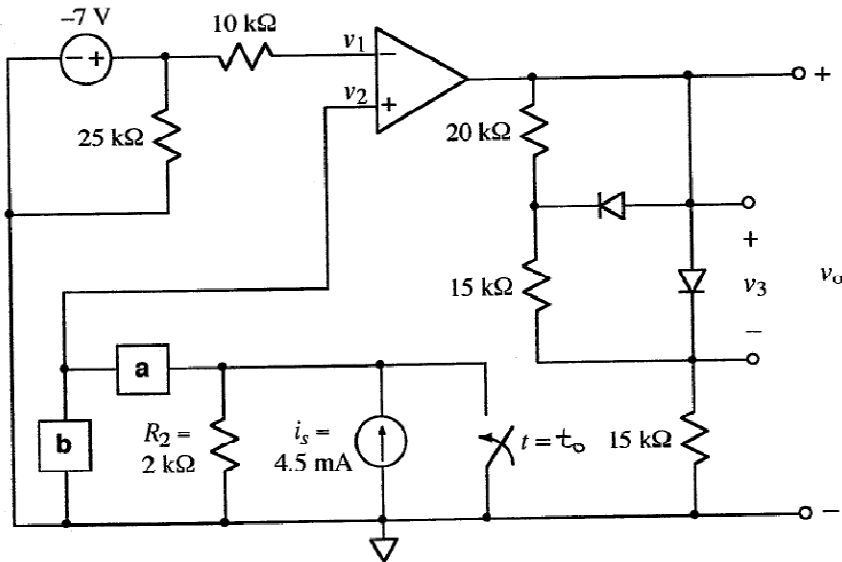 –7 V
10 kΩ
– +
v1
–
v2
+
25 kΩ
20 kΩ
+
+
15 kΩ
v3
vo
–
a
b
R2 =
2 kΩ
is =
4.5 mA
t = to
15 kΩ
–